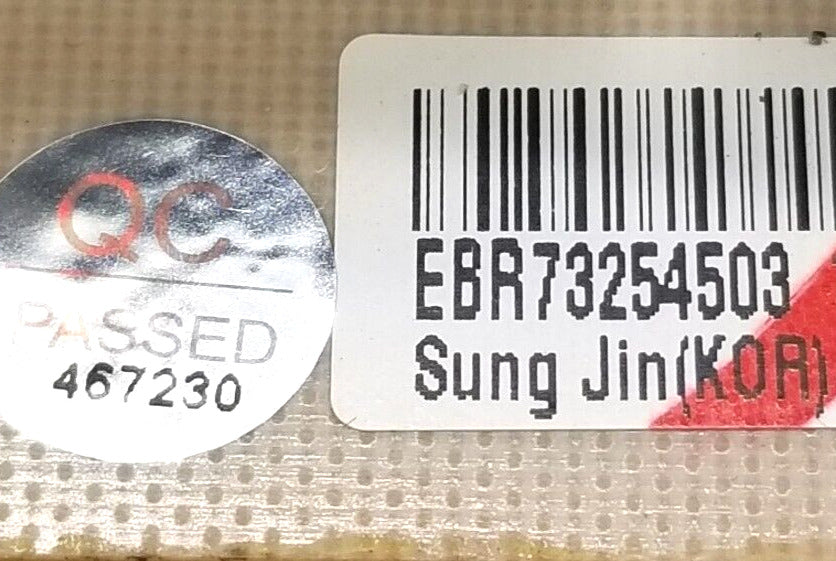 QC
PASSED
467230
EBR73254503
Sung Jin(KOR)